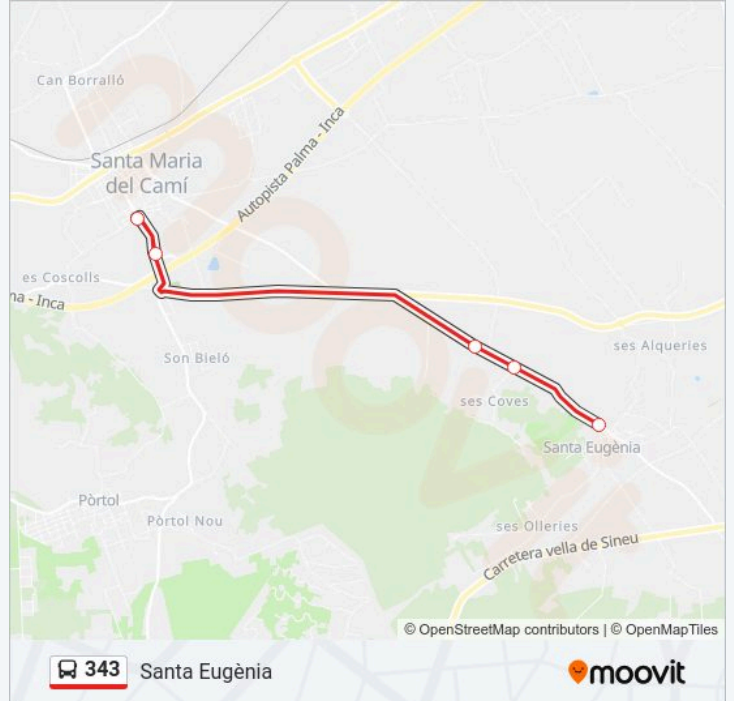 Can Borralló
Autopista Palma - Inca
Santa Maria
del Camí
es Coscolls
na - Inca
Son Bieló
ses Alqueries
ses Coves
Santa Eugènia
Pòrtol
Pòrtol Nou
ses Olleries
Carretera vella de Sineu
© OpenStreetMap contributors | © OpenMapTiles
343 Santa Eugènia
moovit
moovit